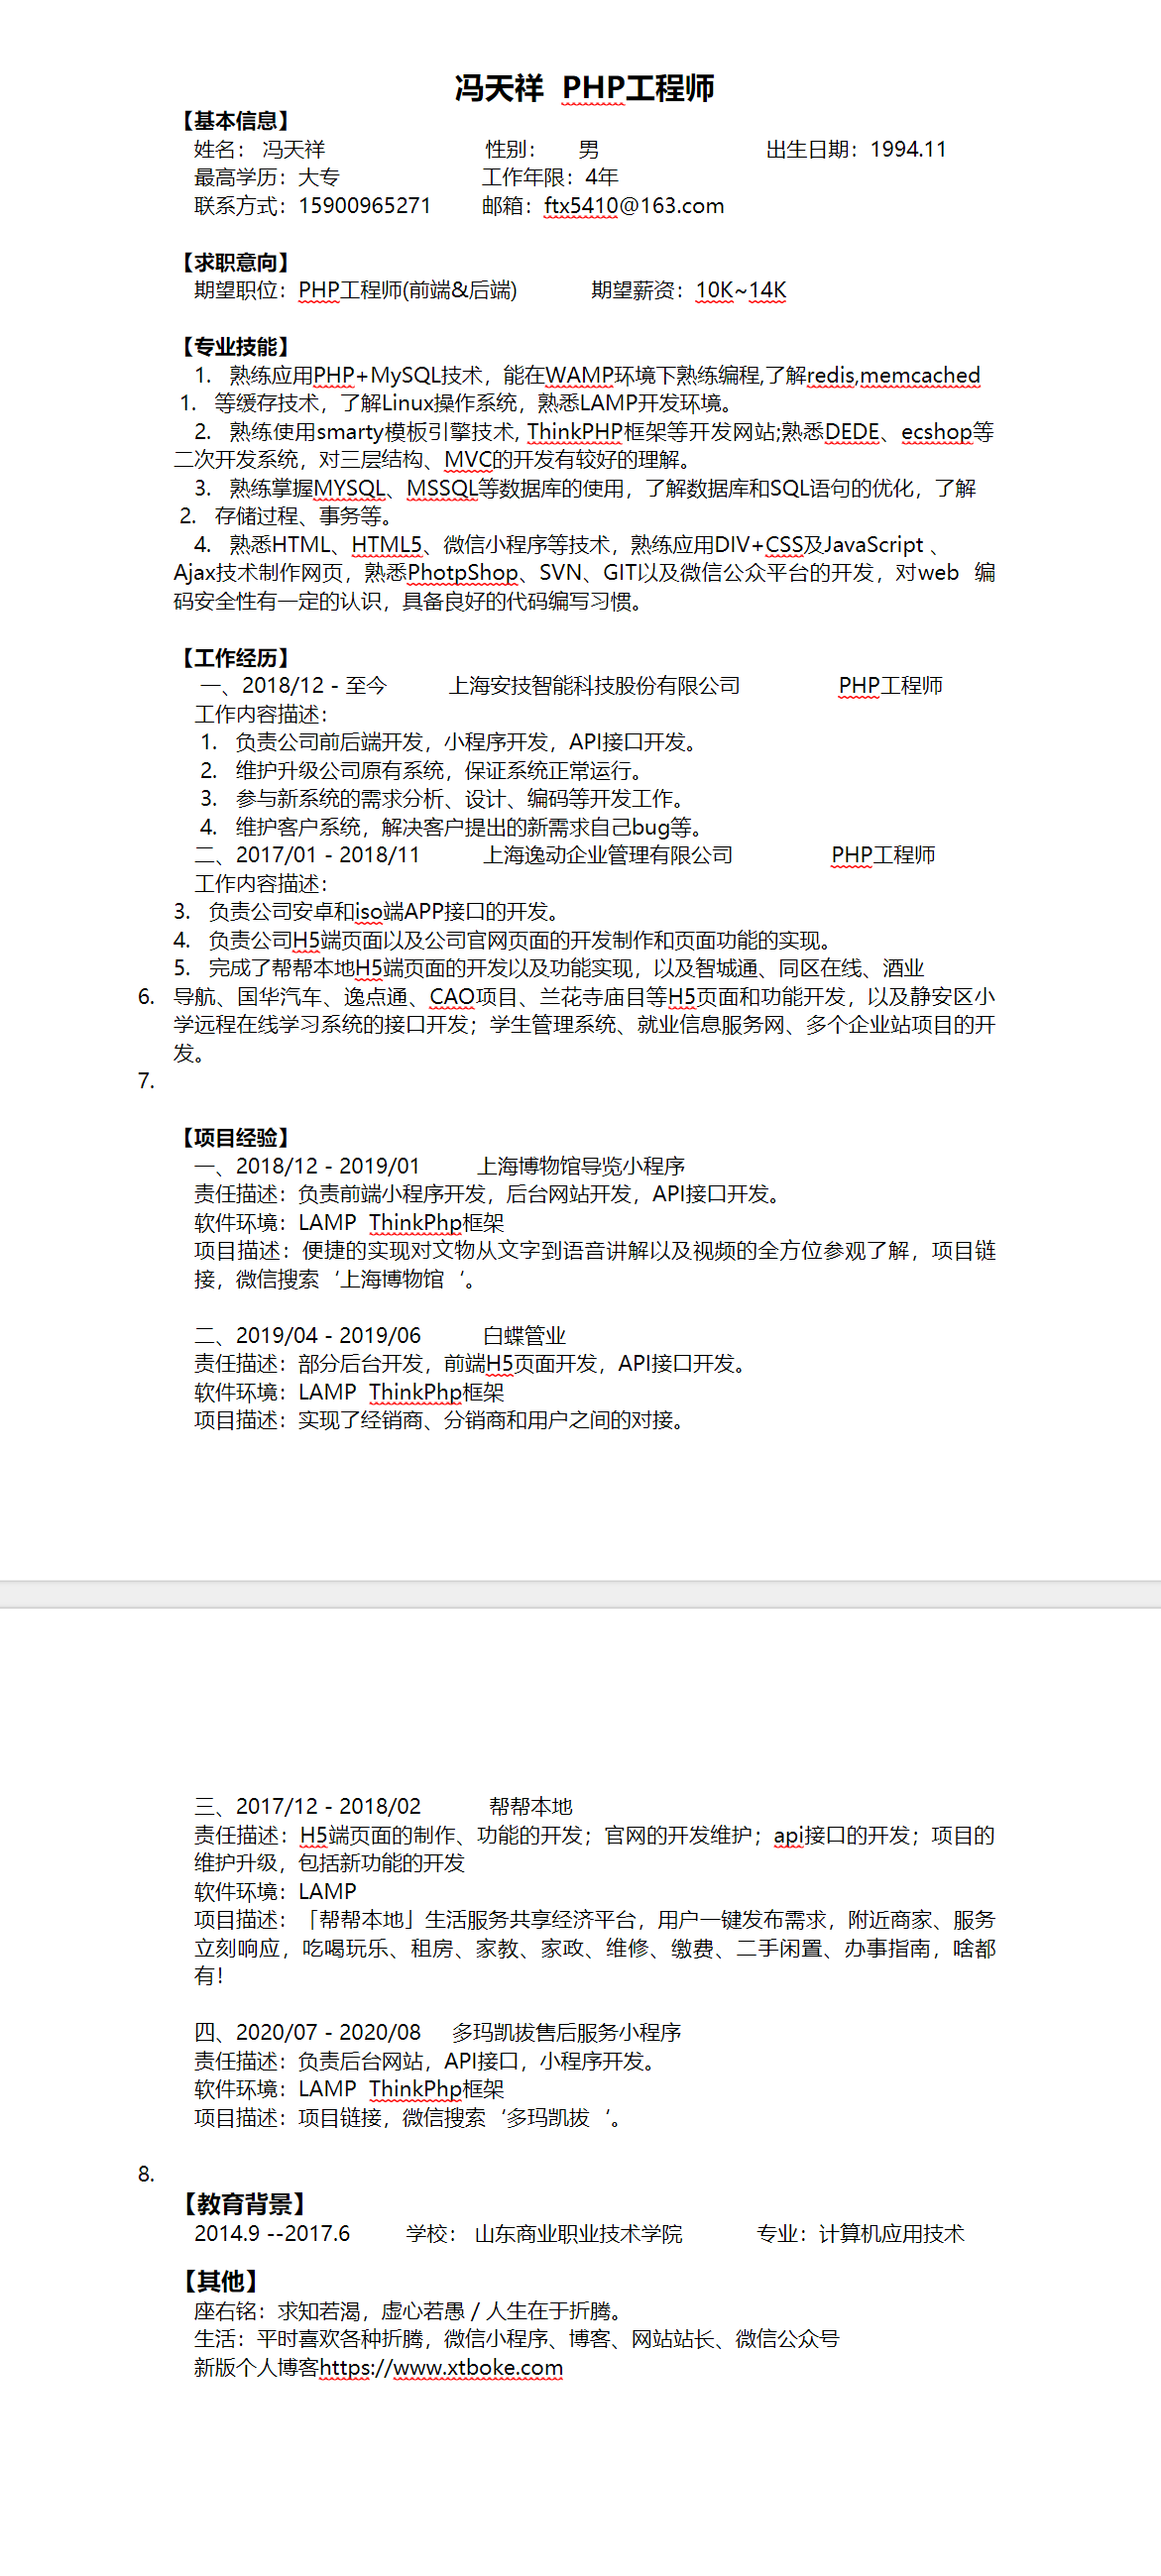 冯天祥  PHP工程师
【基本信息】
姓名： 冯天祥 性别： 男 出生日期：1994.11
最高学历：大专 工作年限：4年
联系方式：15900965271 邮箱：ftx5410@163.com
【求职意向】
期望职位：PHP工程师(前端&后端) 期望薪资：10K~14K
【专业技能】
1. 熟练应用PHP+MySQL技术，能在WAMP环境下熟练编程,了解redis,memcached
1. 等缓存技术，了解Linux操作系统，熟悉LAMP开发环境。
2. 熟练使用smarty模板引擎技术, ThinkPHP框架等开发网站;熟悉DEDE、ecshop等
二次开发系统，对三层结构、MVC的开发有较好的理解。
3. 熟练掌握MYSQL、MSSQL等数据库的使用，了解数据库和SQL语句的优化，了解
2. 存储过程、事务等。
4. 熟悉HTML、HTML5、微信小程序等技术，熟练应用DIV+CSS及JavaScript 、
Ajax技术制作网页，熟悉PhotpShop、SVN、GIT以及微信公众平台的开发，对web 编
码安全性有一定的认识，具备良好的代码编写习惯。
【工作经历】
一、2018/12 - 至今 上海安技智能科技股份有限公司 PHP工程师
工作内容描述：
1. 负责公司前后端开发，小程序开发，API接口开发。
2. 维护升级公司原有系统，保证系统正常运行。
3. 参与新系统的需求分析、设计、编码等开发工作。
4. 维护客户系统，解决客户提出的新需求自己bug等。
二、2017/01 - 2018/11 上海逸动企业管理有限公司 PHP工程师
工作内容描述：
3. 负责公司安卓和iso端APP接口的开发。
4. 负责公司H5端页面以及公司官网页面的开发制作和页面功能的实现。
5. 完成了帮帮本地H5端页面的开发以及功能实现，以及智城通、同区在线、酒业
6. 导航、国华汽车、逸点通、CAO项目、兰花寺庙目等H5页面和功能开发，以及静安区小
学远程在线学习系统的接口开发；学生管理系统、就业信息服务网、多个企业站项目的开
发。
7.
【项目经验】
一、2018/12 - 2019/01 上海博物馆导览小程序
责任描述：负责前端小程序开发，后台网站开发，API接口开发。
软件环境：LAMP  ThinkPhp框架
项目描述：便捷的实现对文物从文字到语音讲解以及视频的全方位参观了解，项目链
接，微信搜索‘上海博物馆‘。
二、2019/04 - 2019/06 白蝶管业
责任描述：部分后台开发，前端H5页面开发，API接口开发。
软件环境：LAMP  ThinkPhp框架
项目描述：实现了经销商、分销商和用户之间的对接。
三、2017/12 - 2018/02 帮帮本地
责任描述：H5端页面的制作、功能的开发；官网的开发维护；api接口的开发；项目的
维护升级，包括新功能的开发
软件环境：LAMP
项目描述：「帮帮本地」生活服务共享经济平台，用户一键发布需求，附近商家、服务
立刻响应，吃喝玩乐、租房、家教、家政、维修、缴费、二手闲置、办事指南，啥都
有！
四、2020/07 - 2020/08 多玛凯拔售后服务小程序
责任描述：负责后台网站，API接口，小程序开发。
软件环境：LAMP  ThinkPhp框架
项目描述：项目链接，微信搜索‘多玛凯拔‘。
8.
【教育背景】
2014.9 --2017.6 学校： 山东商业职业技术学院 专业：计算机应用技术
【其他】
座右铭：求知若渴，虚心若愚 / 人生在于折腾。
生活：平时喜欢各种折腾，微信小程序、博客、网站站长、微信公众号
新版个人博客https://www.xtboke.com